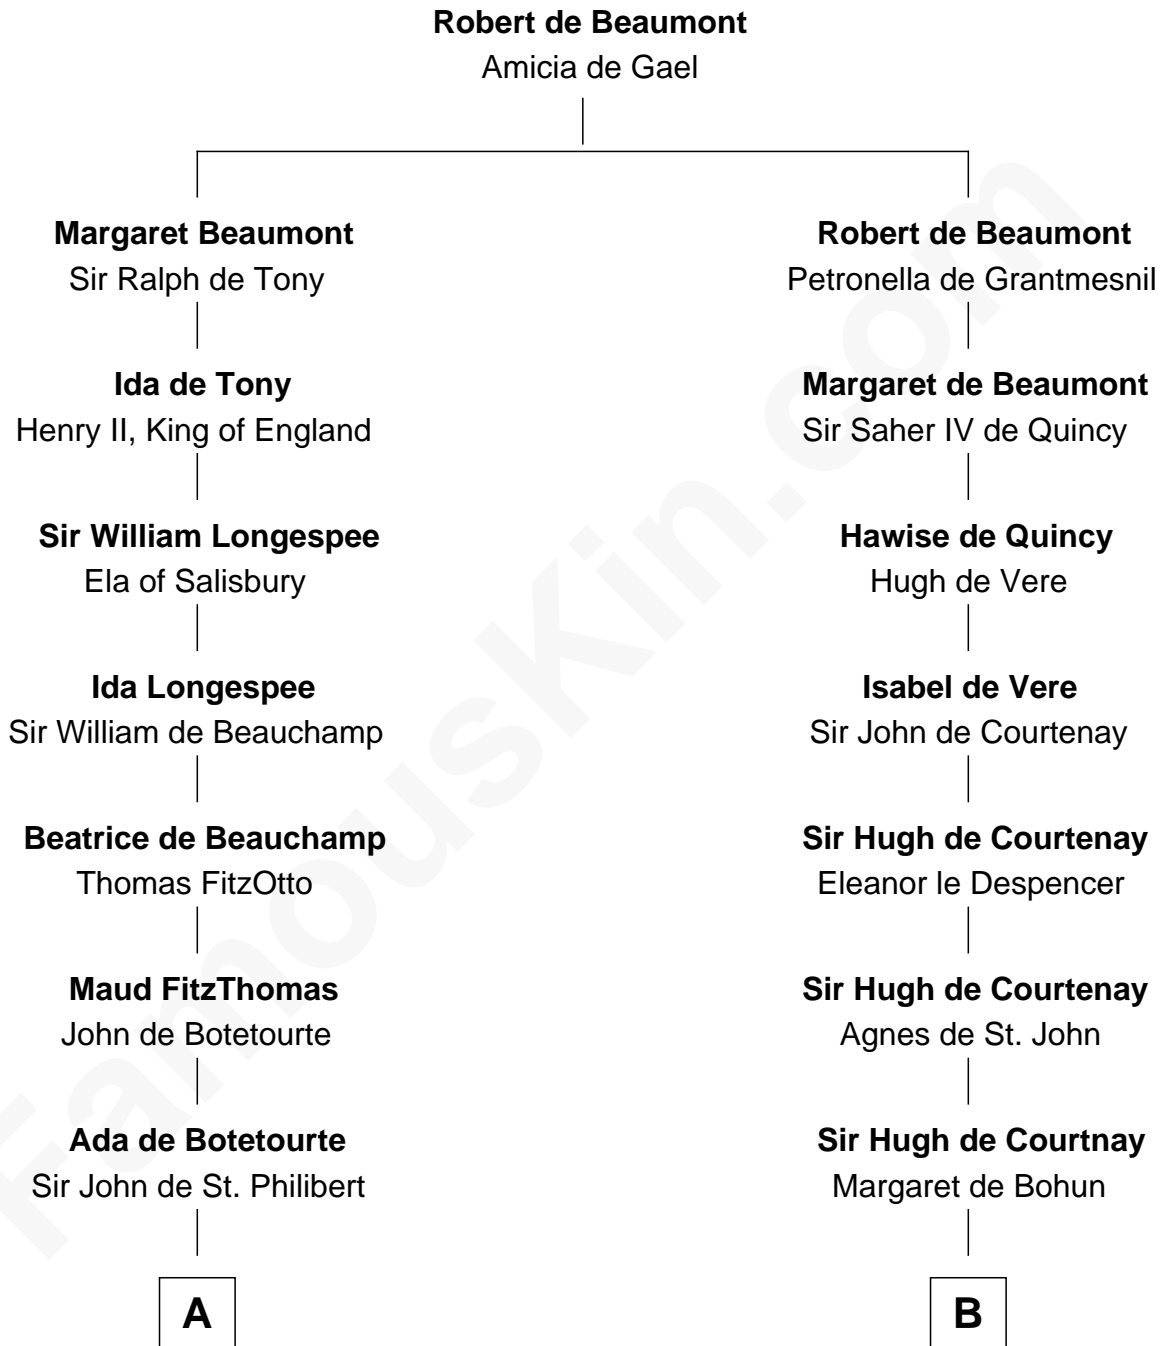 Robert de Beaumont
Amicia de Gael
Margaret Beaumont
Sir Ralph de Tony
Ida de Tony
Henry II, King of England
Sir William Longespee
Ela of Salisbury
Ida Longespee
Sir William de Beauchamp
Beatrice de Beauchamp
Thomas FitzOtto
Maud FitzThomas
John de Botetourte
Ada de Botetourte
Sir John de St. Philibert
A
Robert de Beaumont
Petronella de Grantmesnil
Margaret de Beaumont
Sir Saher IV de Quincy
Hawise de Quincy
Hugh de Vere
Isabel de Vere
Sir John de Courtenay
Sir Hugh de Courtenay
Eleanor le Despencer
Sir Hugh de Courtenay
Agnes de St. John
Sir Hugh de Courtnay
Margaret de Bohun
B
FamousKin.com